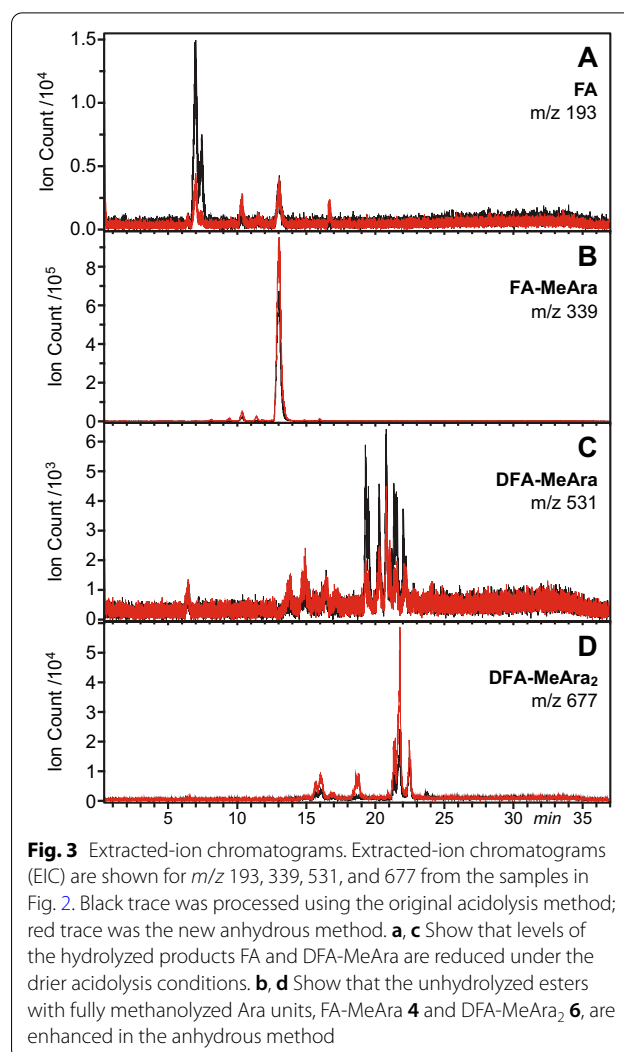 A
FA
m/z 193
Ion Count /10⁴
1.5
1.0
0.5
0.0
B
FA-MeAra
m/z 339
Ion Count /10⁵
8
6
4
2
0
C
DFA-MeAra
m/z 531
Ion Count /10³
6
5
4
3
2
1
0
D
DFA-MeAra₂
m/z 677
Ion Count /10⁴
5
4
3
2
1
0
5 10 15 20 25 30 min 35
Fig. 3 Extracted-ion chromatograms. Extracted-ion chromatograms
(EIC) are shown for m/z 193, 339, 531, and 677 from the samples in
Fig. 2. Black trace was processed using the original acidolysis method;
red trace was the new anhydrous method. a, c Show that levels of
the hydrolyzed products FA and DFA-MeAra are reduced under the
drier acidolysis conditions. b, d Show that the unhydrolyzed esters
with fully methanolyzed Ara units, FA-MeAra 4 and DFA-MeAra₂ 6, are
enhanced in the anhydrous method